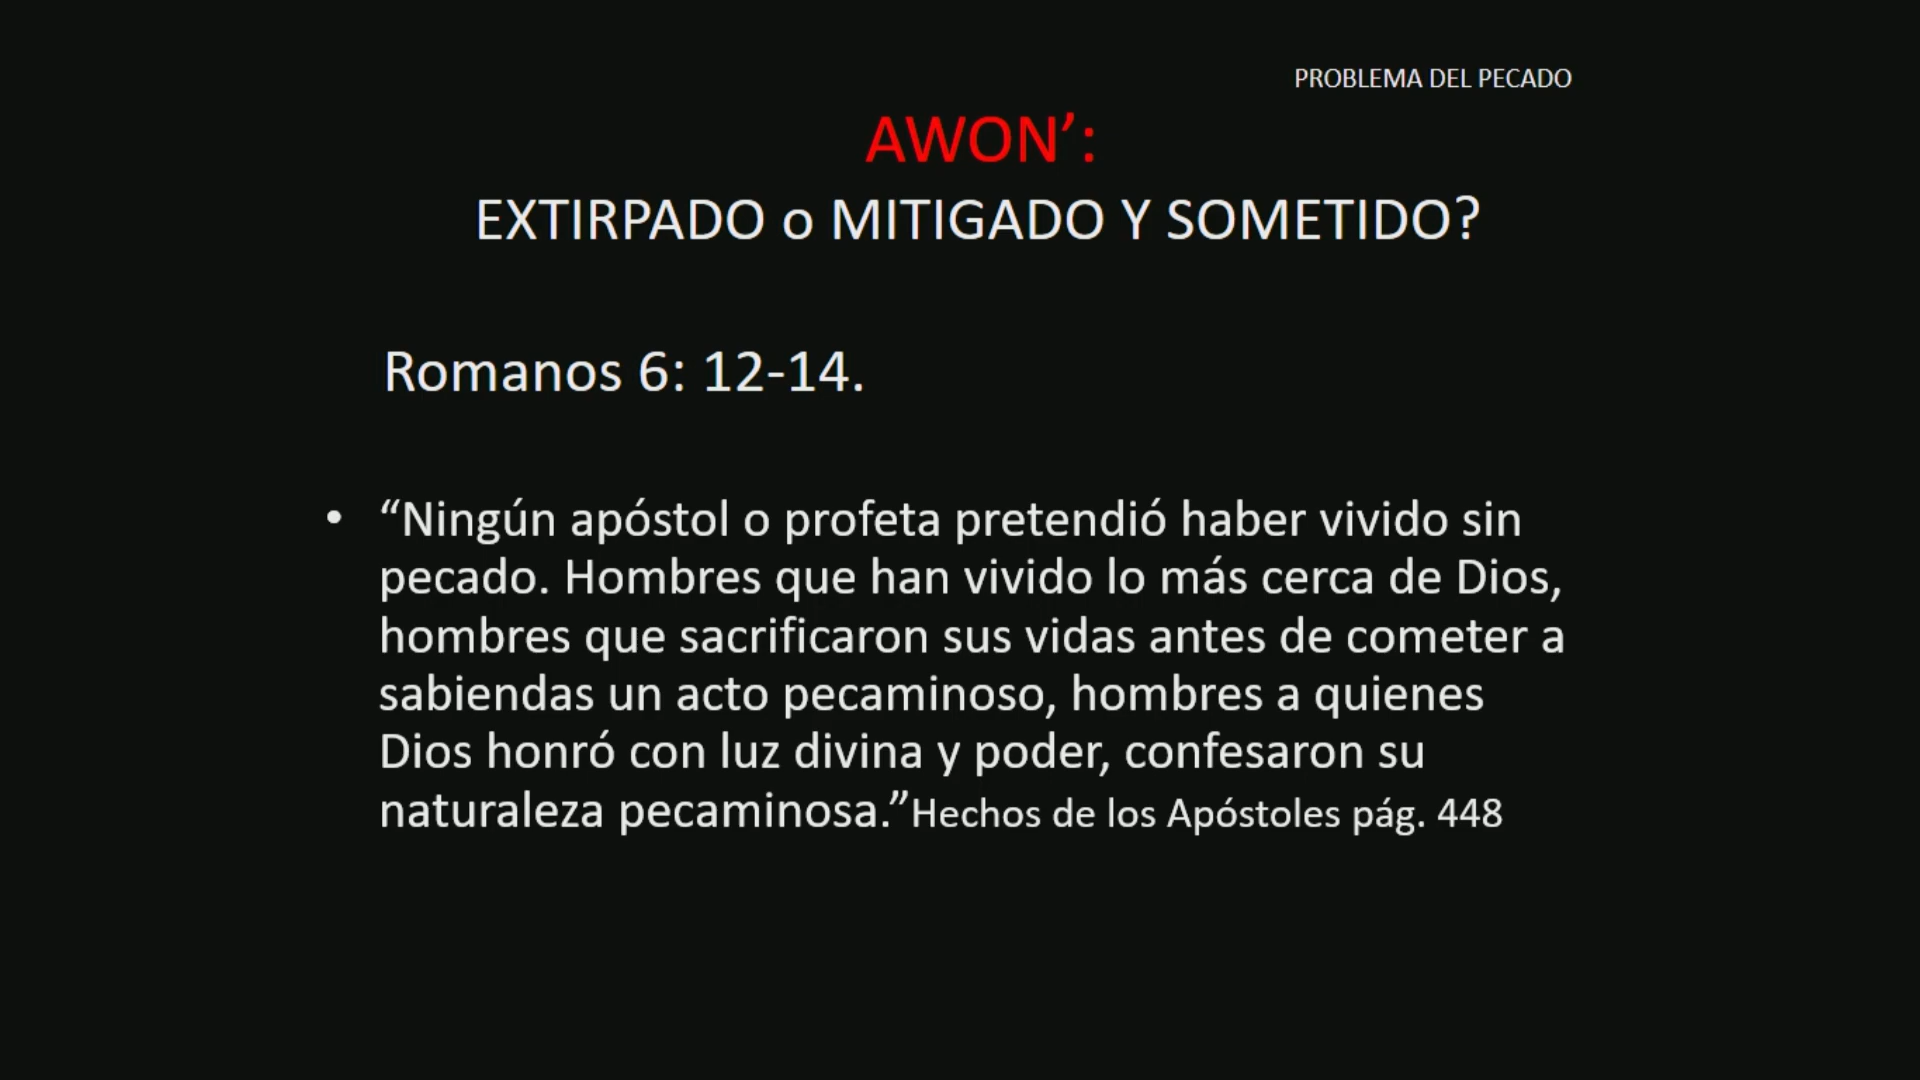 PROBLEMA DEL PECADO
AWON’:
EXTIRPADO o MITIGADO Y SOMETIDO?
Romanos 6: 12-14.
• “Ningún apóstol o profeta pretendió haber vivido sin
pecado. Hombres que han vivido lo más cerca de Dios,
hombres que sacrificaron sus vidas antes de cometer a
sabiendas un acto pecaminoso, hombres a quienes
Dios honró con luz divina y poder, confesaron su
naturaleza pecaminosa.”Hechos de los Apóstoles pág. 448